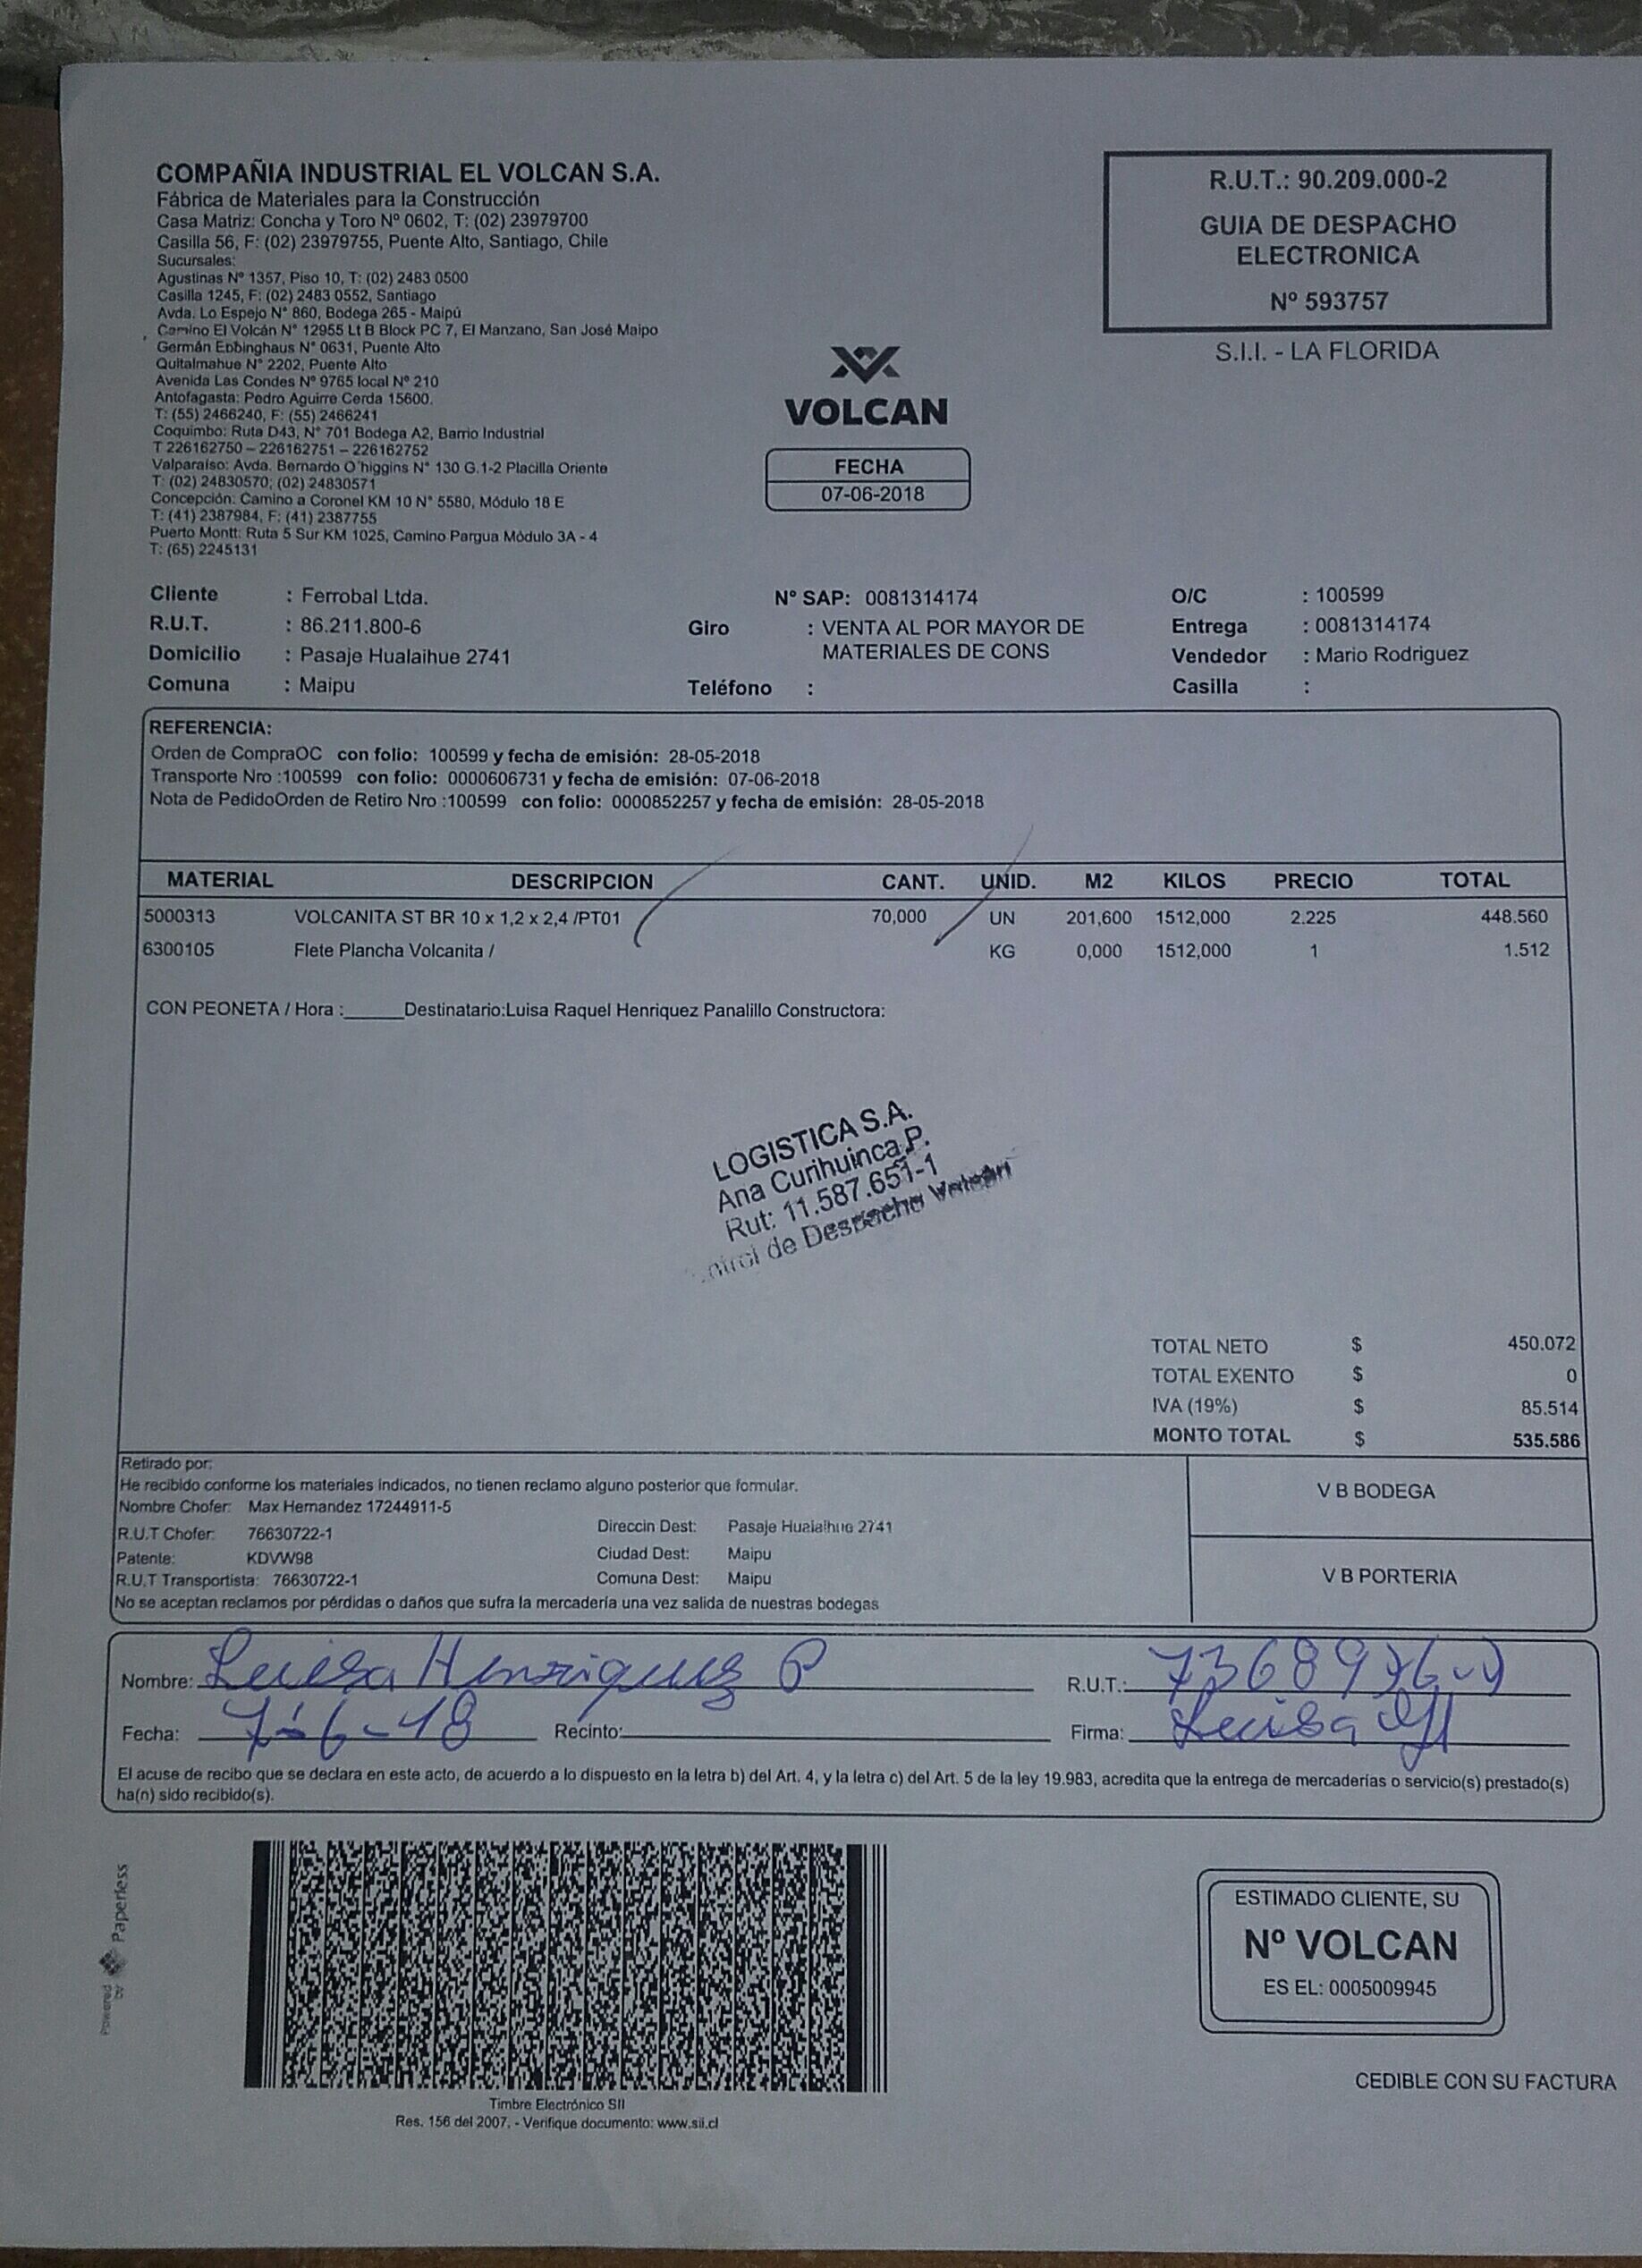 COMPAÑIA INDUSTRIAL EL VOLCAN S.A.
Fábrica de Materiales para la Construcción
Casa Matriz: Concha y Toro Nº 0602, T: (02) 23979700
Casilla 56, F: (02) 23979755, Puente Alto, Santiago, Chile
Sucursales:
Agustinas Nº 1357, Piso 10, T: (02) 2483 0500
Casilla 1245, F: (02) 2483 0552, Santiago
Avda. Lo Espejo N° 860, Bodega 265 - Maipú
Camino El Volcán N° 12955 Lt B Block PC 7, El Manzano, San José Maipo
Germán Ebbinghaus N° 0631, Puente Alto
Quitalmahue N° 2202, Puente Alto
Avenida Las Condes Nº 9765 local Nº 210
Antofagasta: Pedro Aguirre Cerda 15600.
T: (55) 2466240, F: (55) 2466241
Coquimbo: Ruta D43, N° 701 Bodega A2, Barrio Industrial
T 226162750 – 226162751 – 226162752
Valparaíso: Avda. Bernardo O´higgins N° 130 G.1-2 Placilla Oriente
T: (02) 24830570; (02) 24830571
Concepción: Camino a Coronel KM 10 N° 5580, Módulo 18 E
T: (41) 2387984, F: (41) 2387755
Puerto Montt: Ruta 5 Sur KM 1025, Camino Pargua Módulo 3A - 4
T: (65) 2245131
VOLCAN
FECHA
07-06-2018
R.U.T.: 90.209.000-2
GUIA DE DESPACHO
ELECTRONICA
Nº 593757
S.I.I. - LA FLORIDA
Cliente : Ferrobal Ltda. N° SAP: 0081314174 O/C : 100599
R.U.T. : 86.211.800-6 Giro : VENTA AL POR MAYOR DE Entrega : 0081314174
Domicilio : Pasaje Hualaihue 2741 MATERIALES DE CONS Vendedor : Mario Rodriguez
Comuna : Maipu Teléfono : Casilla :
REFERENCIA:
Orden de CompraOC con folio: 100599 y fecha de emisión: 28-05-2018
Transporte Nro :100599 con folio: 0000606731 y fecha de emisión: 07-06-2018
Nota de PedidoOrden de Retiro Nro :100599 con folio: 0000852257 y fecha de emisión: 28-05-2018
MATERIAL DESCRIPCION CANT. UNID. M2 KILOS PRECIO TOTAL
5000313 VOLCANITA ST BR 10 x 1,2 x 2,4 /PT01 70,000 UN 201,600 1512,000 2.225 448.560
6300105 Flete Plancha Volcanita / KG 0,000 1512,000 1 1.512
CON PEONETA / Hora :______Destinatario:Luisa Raquel Henriquez Panalillo Constructora:
LOGISTICA S.A.
Ana Curihuinca P.
Rut: 11.587.651-1
de Despacho Volcán
TOTAL NETO $ 450.072
TOTAL EXENTO $ 0
IVA (19%) $ 85.514
MONTO TOTAL $ 535.586
Retirado por:
He recibido conforme los materiales indicados, no tienen reclamo alguno posterior que formular.
Nombre Chofer: Max Hernandez 17244911-5
R.U.T Chofer: 76630722-1 Direccin Dest: Pasaje Hualaihue 2741
Patente: KDVW98 Ciudad Dest: Maipu
R.U.T Transportista: 76630722-1 Comuna Dest: Maipu
No se aceptan reclamos por pérdidas o daños que sufra la mercadería una vez salida de nuestras bodegas
V B BODEGA
V B PORTERIA
Nombre: Luisa Henriquez P R.U.T.:
Fecha: 7-6-18 Recinto: Firma: Luisa
El acuse de recibo que se declara en este acto, de acuerdo a lo dispuesto en la letra b) del Art. 4, y la letra c) del Art. 5 de la ley 19.983, acredita que la entrega de mercaderías o servicio(s) prestado(s)
ha(n) sido recibido(s).
Powered by Paperless
Timbre Electrónico SII
Res. 156 del 2007. - Verifique documento: www.sii.cl
ESTIMADO CLIENTE, SU
Nº VOLCAN
ES EL: 0005009945
CEDIBLE CON SU FACTURA